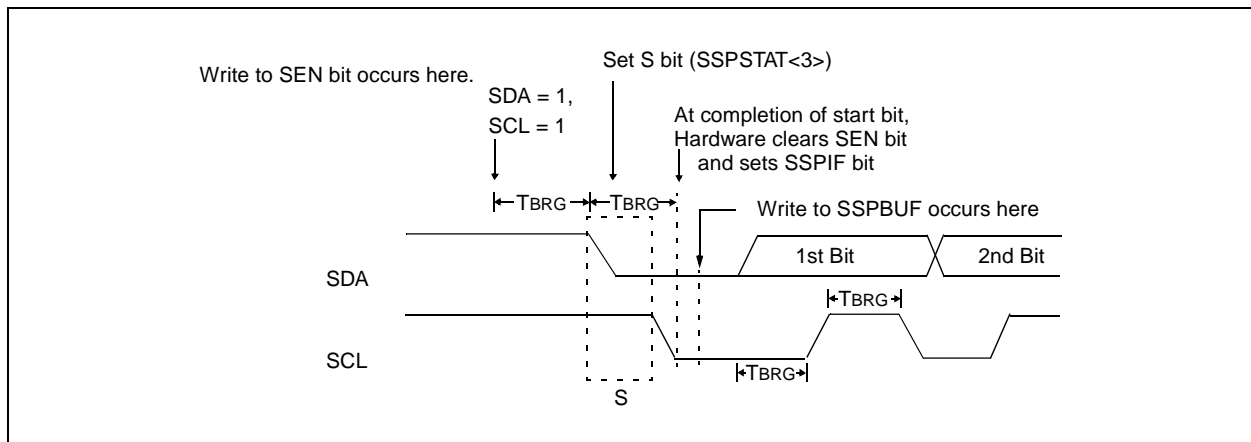 Write to SEN bit occurs here.
Set S bit (SSPSTAT<3>)
SDA = 1,
SCL = 1
At completion of start bit,
Hardware clears SEN bit
and sets SSPIF bit
TBRG
TBRG
Write to SSPBUF occurs here
SDA
1st Bit
2nd Bit
TBRG
SCL
TBRG
S